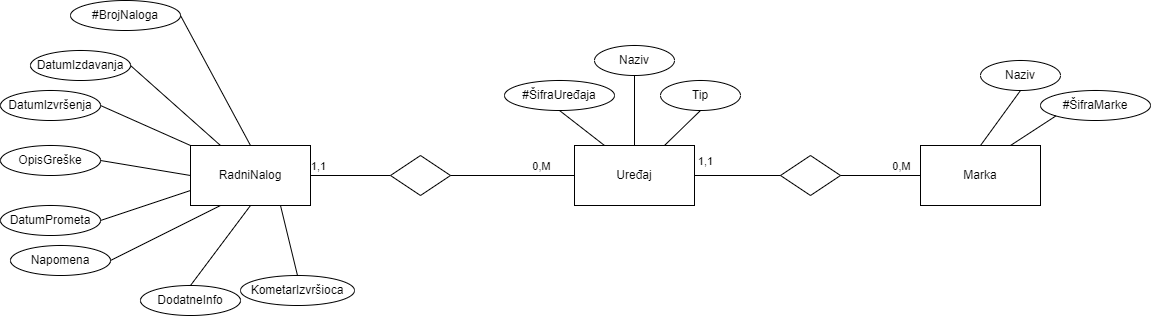 #BrojNaloga
DatumIzdavanja
DatumIzvršenja
OpisGreške
DatumPrometa
Napomena
DodatneInfo
KometarIzvršioca
RadniNalog
1,1
0,M
#ŠifraUređaja
Naziv
Tip
Uređaj
1,1
0,M
Naziv
#ŠifraMarke
Marka